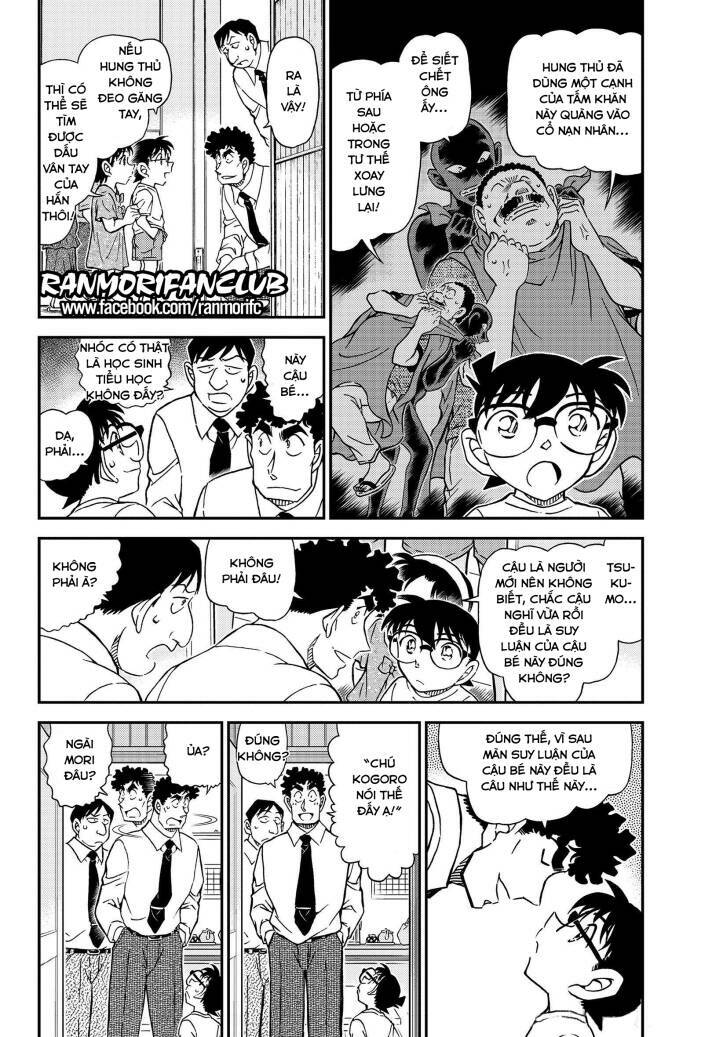 HUNG THỦ ĐÃ
DÙNG MỘT CẠNH
CỦA TẤM KHĂN
NÀY QUÀNG VÀO
CỔ NẠN NHÂN...
ĐỂ SIẾT
CHẾT
ÔNG
ẤY...
TỪ PHÍA
SAU
HOẶC
TRONG
TƯ THẾ
XOAY
LƯNG
LẠI!
RA
LÀ
VẬY!
NẾU
HUNG THỦ
KHÔNG
ĐEO GĂNG
TAY,
THÌ CÓ
THỂ SẼ
TÌM
ĐƯỢC
DẤU
VÂN TAY
CỦA
HẮN
THÔI!
RANMORIFANCLUB
www.facebook.com/ranmorifc
NÀY
CẬU
BÉ...
NHÓC CÓ THẬT
LÀ HỌC SINH
TIỂU HỌC
KHÔNG ĐẤY?
DẠ,
PHẢI...
TSU-
KU-
MO...
CẬU LÀ NGƯỜI
MỚI NÊN KHÔNG
BIẾT, CHẮC CẬU
NGHĨ VỪA RỒI
ĐỀU LÀ SUY
LUẬN CỦA CẬU
BÉ NÀY ĐÚNG
KHÔNG?
KHÔNG
PHẢI ĐÂU!
KHÔNG
PHẢI À?
ĐÚNG THẾ, VÌ SAU
MÀN SUY LUẬN CỦA
CẬU BÉ NÀY ĐỀU LÀ
CÂU NHƯ THẾ NÀY...
"CHÚ
KOGORO
NÓI THẾ
ĐẤY Ạ!"
ĐÚNG
KHÔNG?
ỦA?
NGÀI
MORI
ĐÂU?